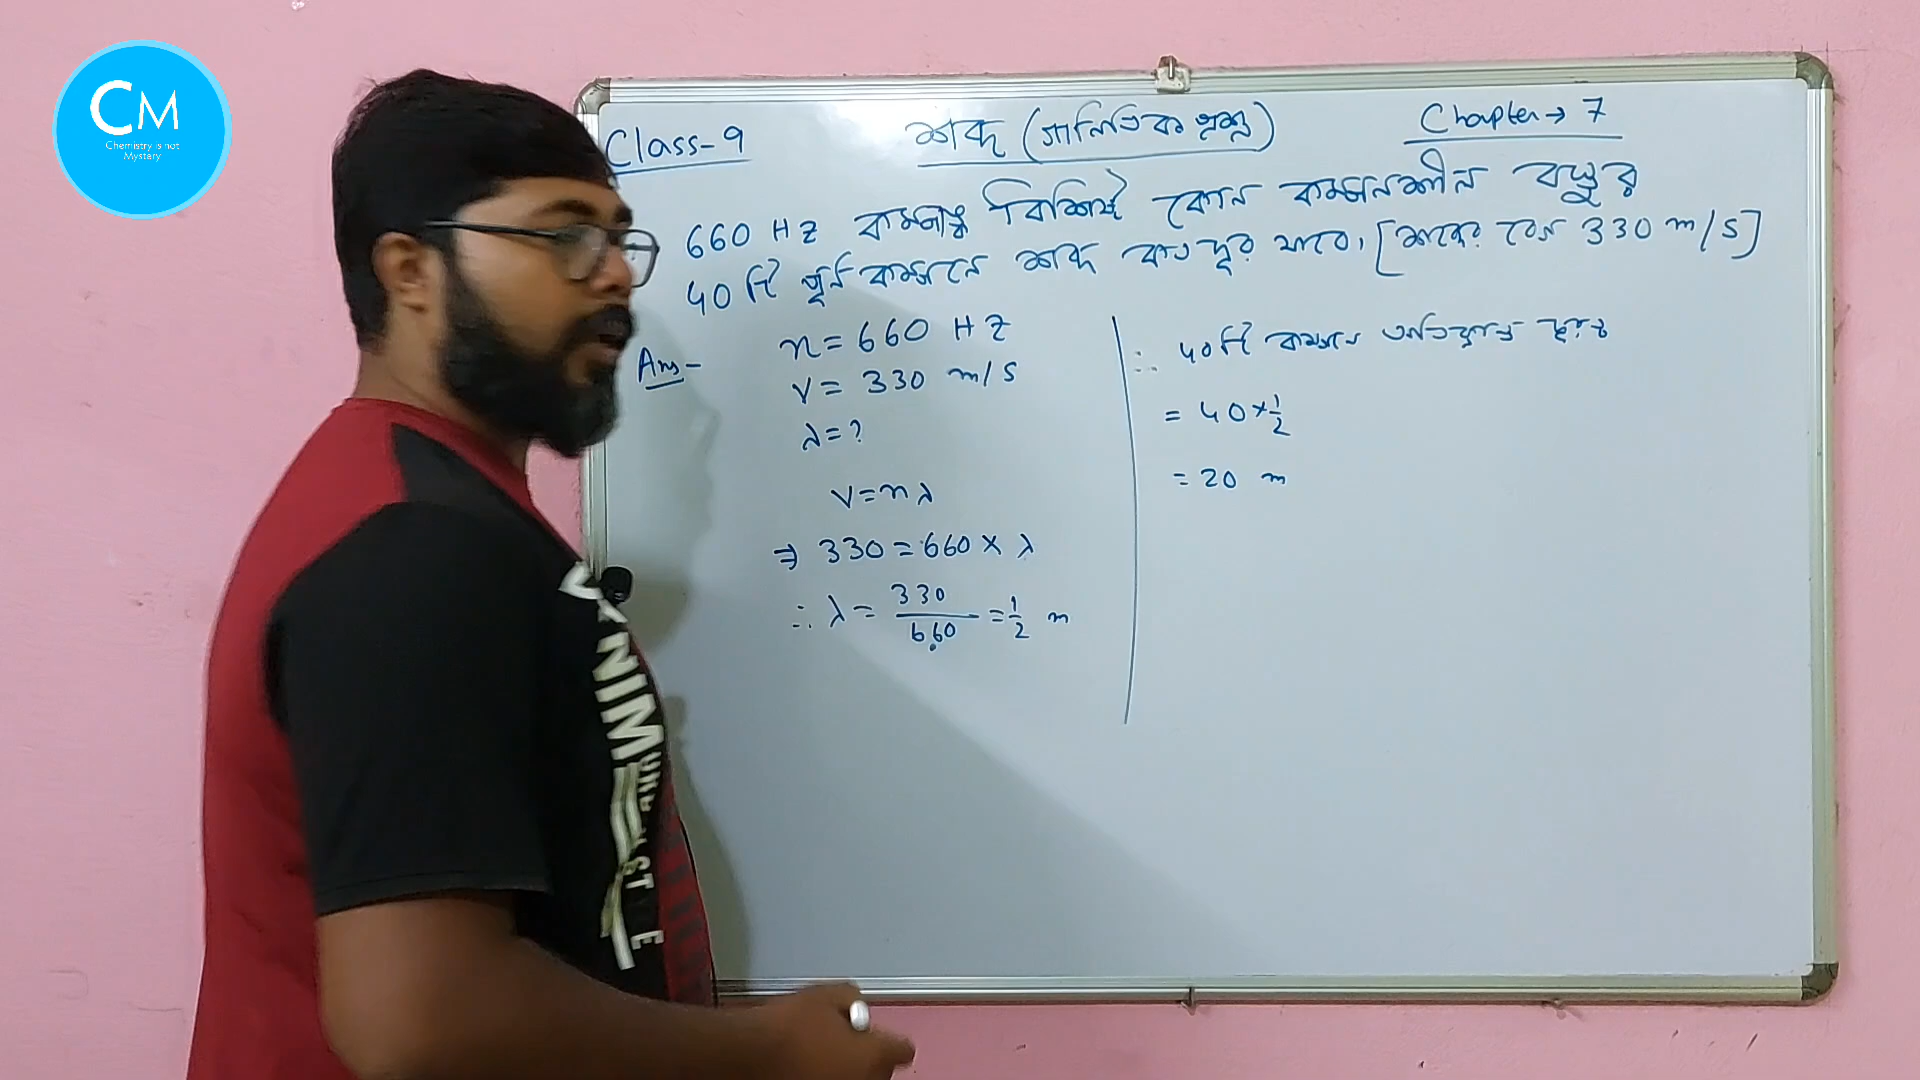 CM
Chemistry is not
Mystery
Class-9
শব্দ (গানিতিক প্রশ্ন)
Chapter→ 7
660 HZ কম্পাঙ্ক বিশিষ্ট কোন কম্পনশীল বস্তুর
40 টি পূর্ন কম্পনে শব্দ কত দূর যাবে, [শব্দের বেগ 330 m/s]
Ans-
n = 660 HZ
V = 330 m/s
λ = ?
V = nλ
⇒ 330 = 660 × λ
∴ λ = 330/660 = 1/2 m
∴ 40 টি কম্পনে অতিক্রান্ত দূরত্ব
= 40 × 1/2
= 20 m